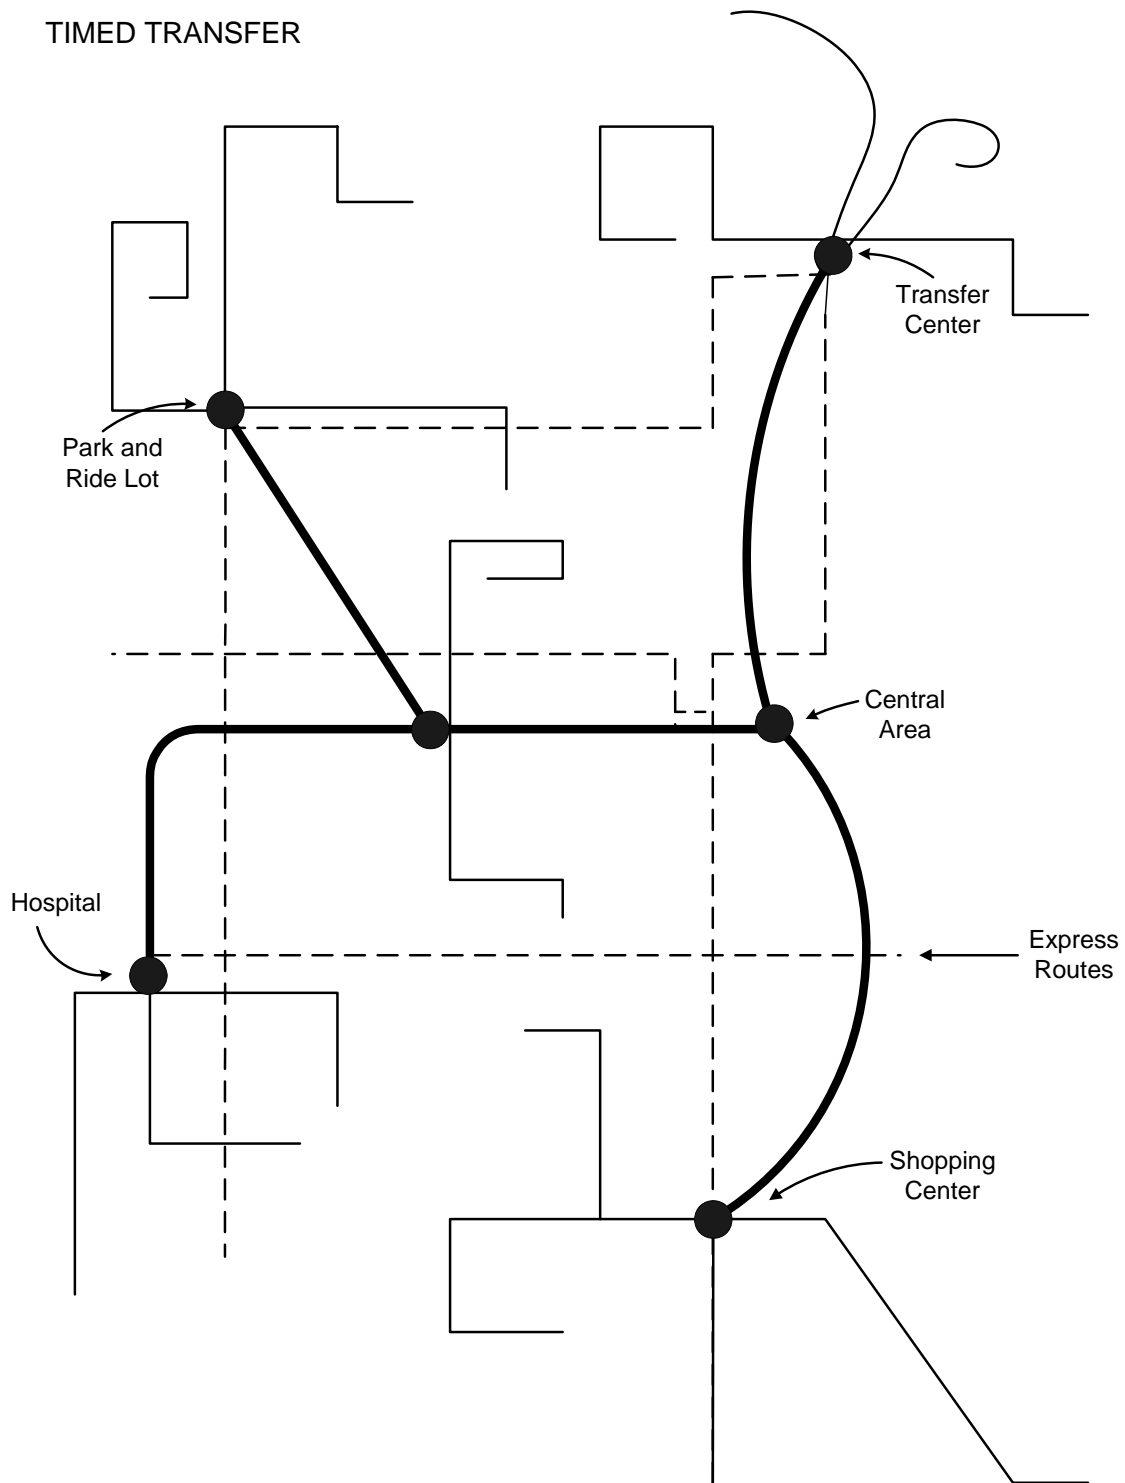 TIMED TRANSFER
Transfer
Center
Park and
Ride Lot
Central
Area
Hospital
Express
Routes
Shopping
Center